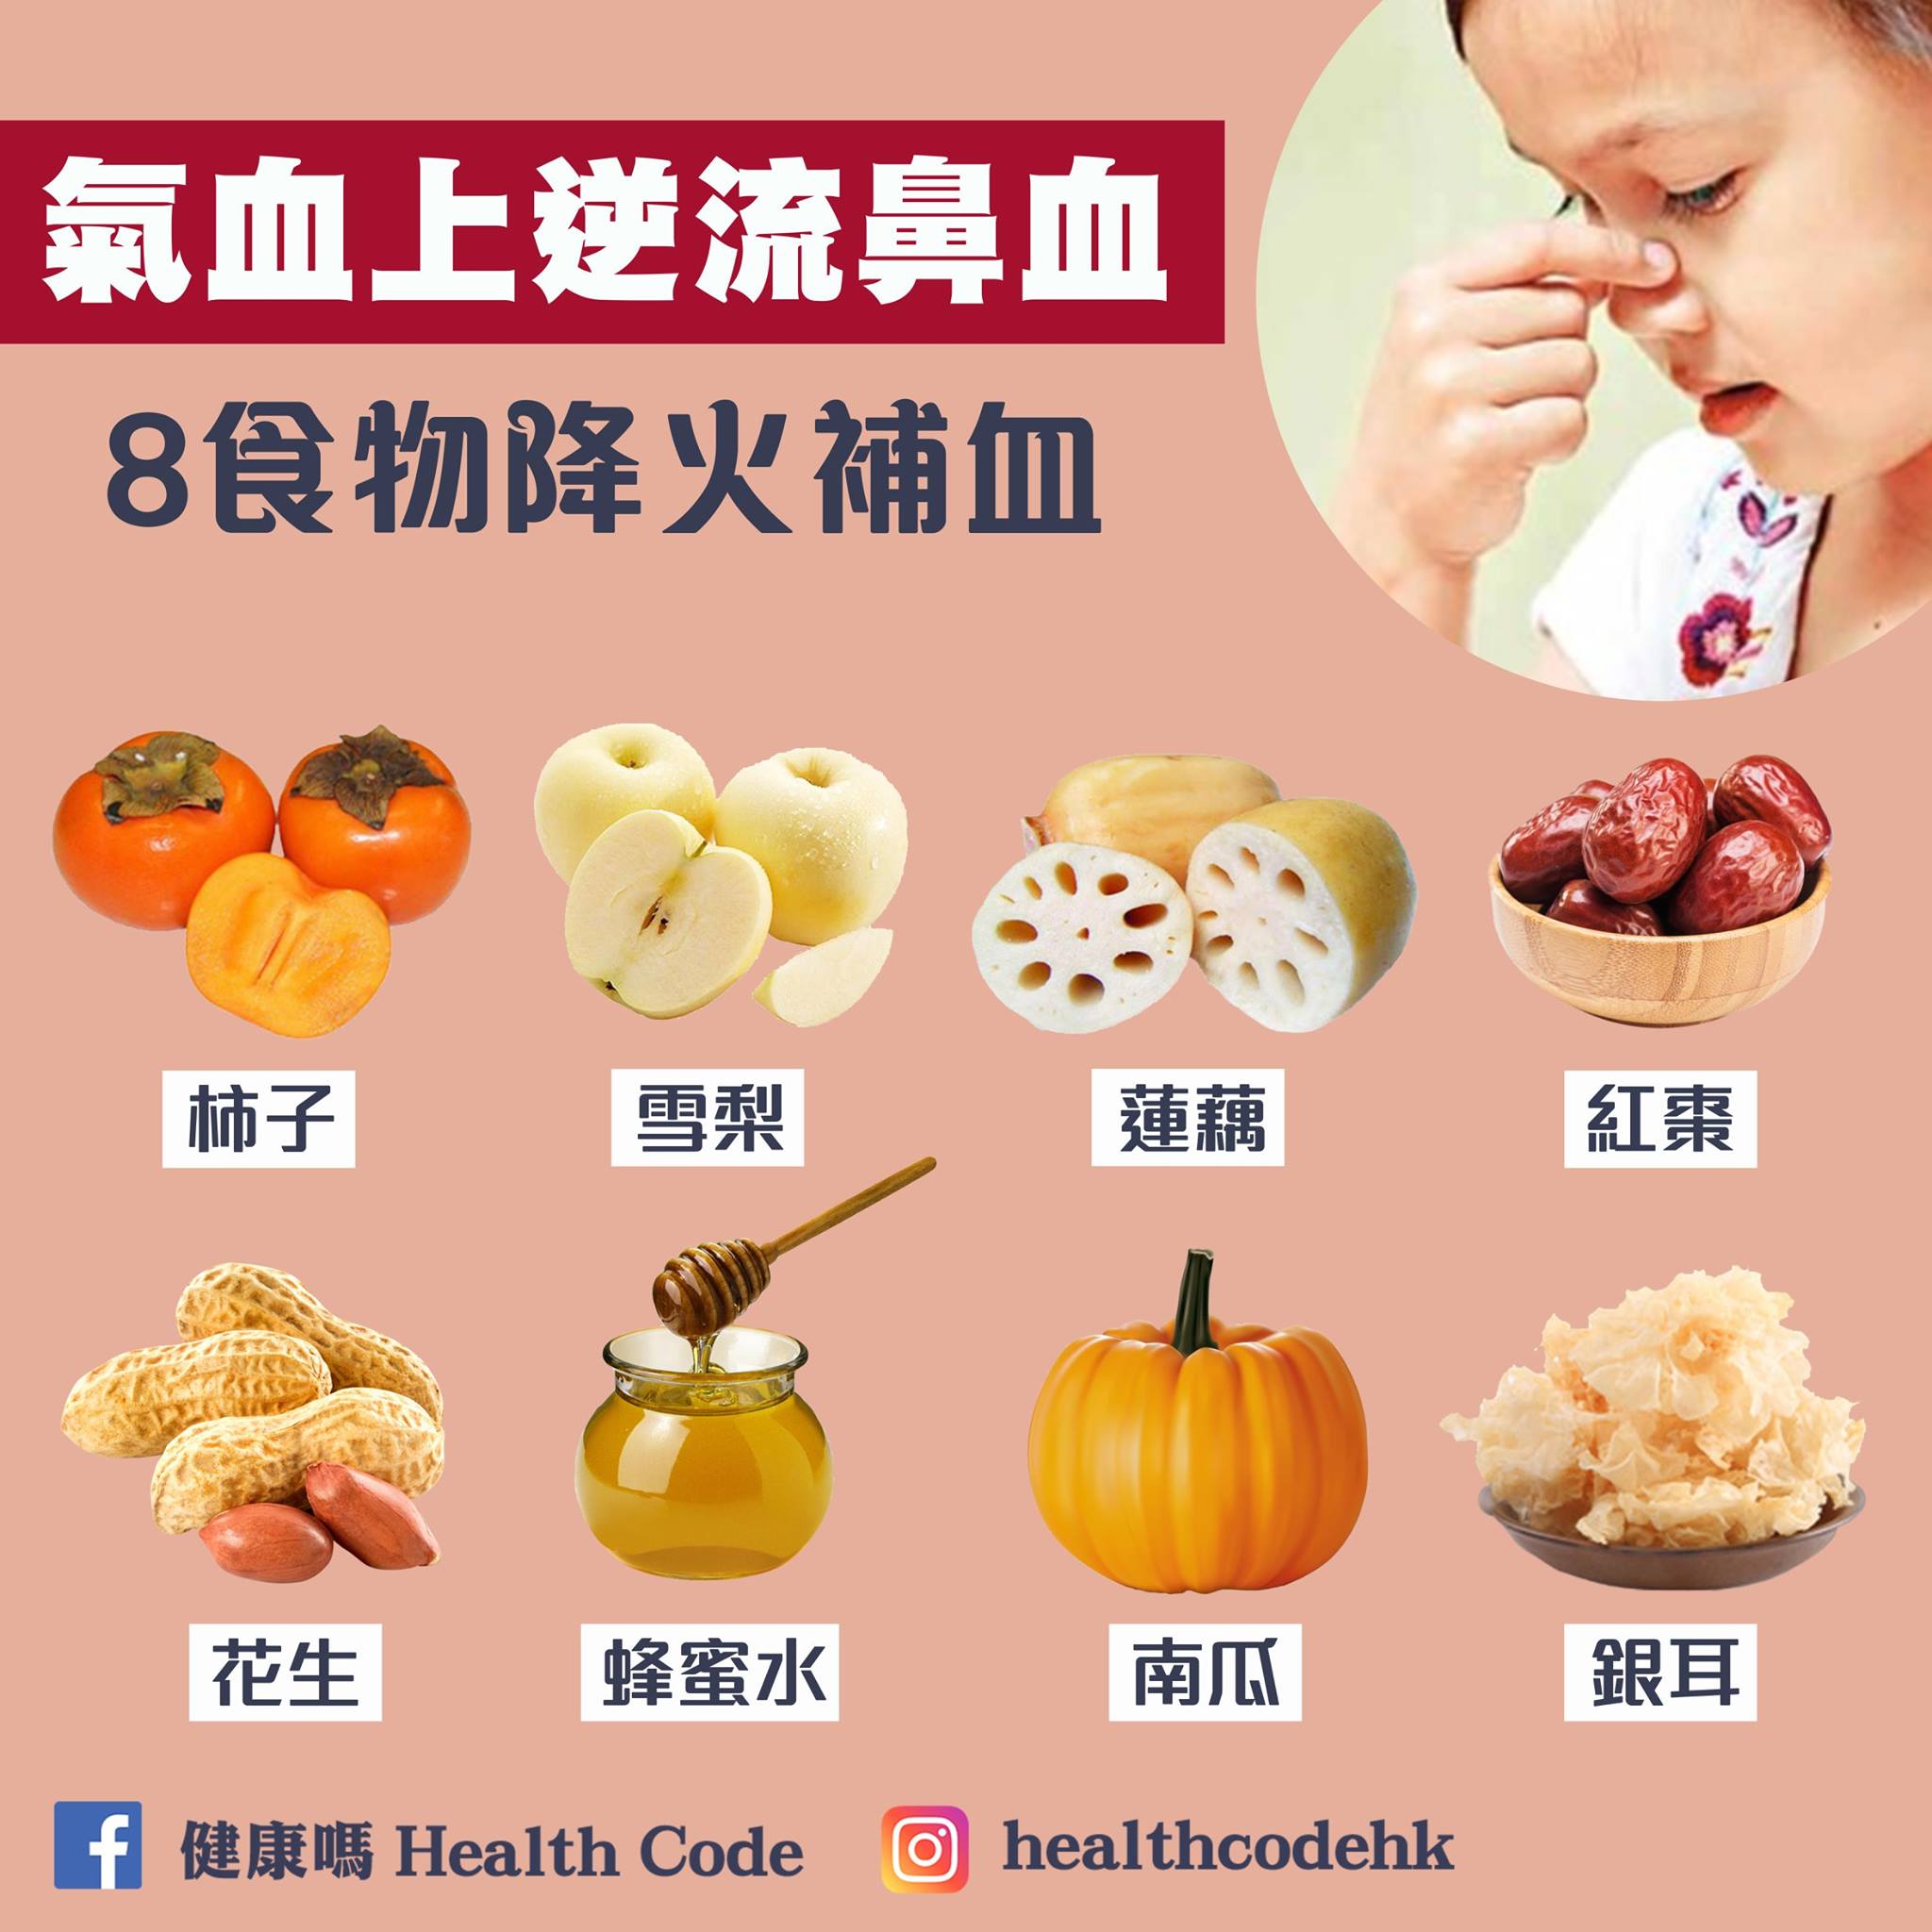 氣血上逆流鼻血
8食物降火補血
柿子
雪梨
蓮藕
紅棗
花生
蜂蜜水
南瓜
銀耳
健康嗎 Health Code
healthcodehk